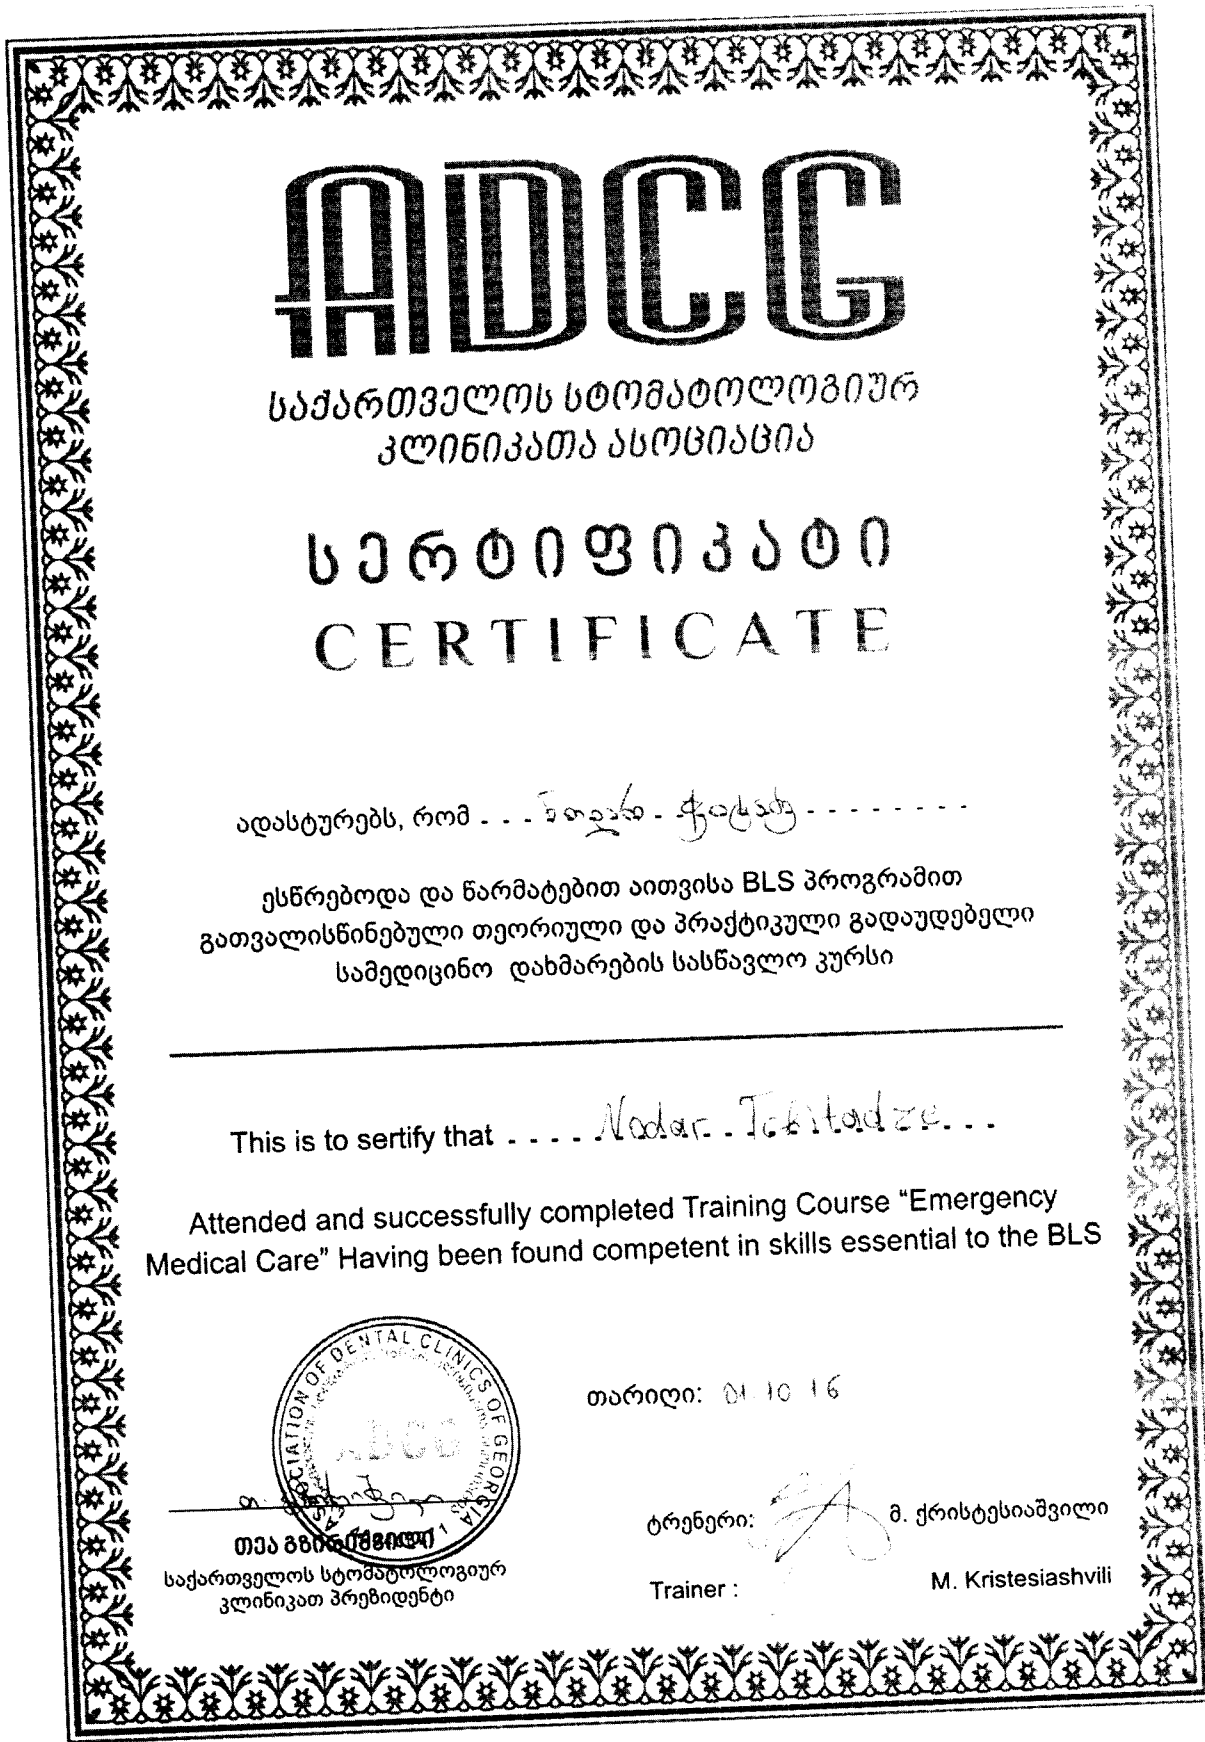 ADCG
საქართველოს სტომატოლოგიურ
კლინიკათა ასოციაცია
სერტიფიკატი
CERTIFICATE
ადასტურებს, რომ
ესწრებოდა და წარმატებით აითვისა BLS პროგრამით
გათვალისწინებული თეორიული და პრაქტიკული გადაუდებელი
სამედიცინო დახმარების სასწავლო კურსი
This is to sertify that Nodar
Attended and successfully completed Training Course “Emergency
Medical Care” Having been found competent in skills essential to the BLS
ASSOCIATION OF DENTAL CLINICS OF GEORGIA
ADCG
თარიღი: 01 10 16
თეა გზირიშვილი
საქართველოს სტომატოლოგიურ
კლინიკათ პრეზიდენტი
ტრენერი: მ. ქრისტესიაშვილი
Trainer : M. Kristesiashvili